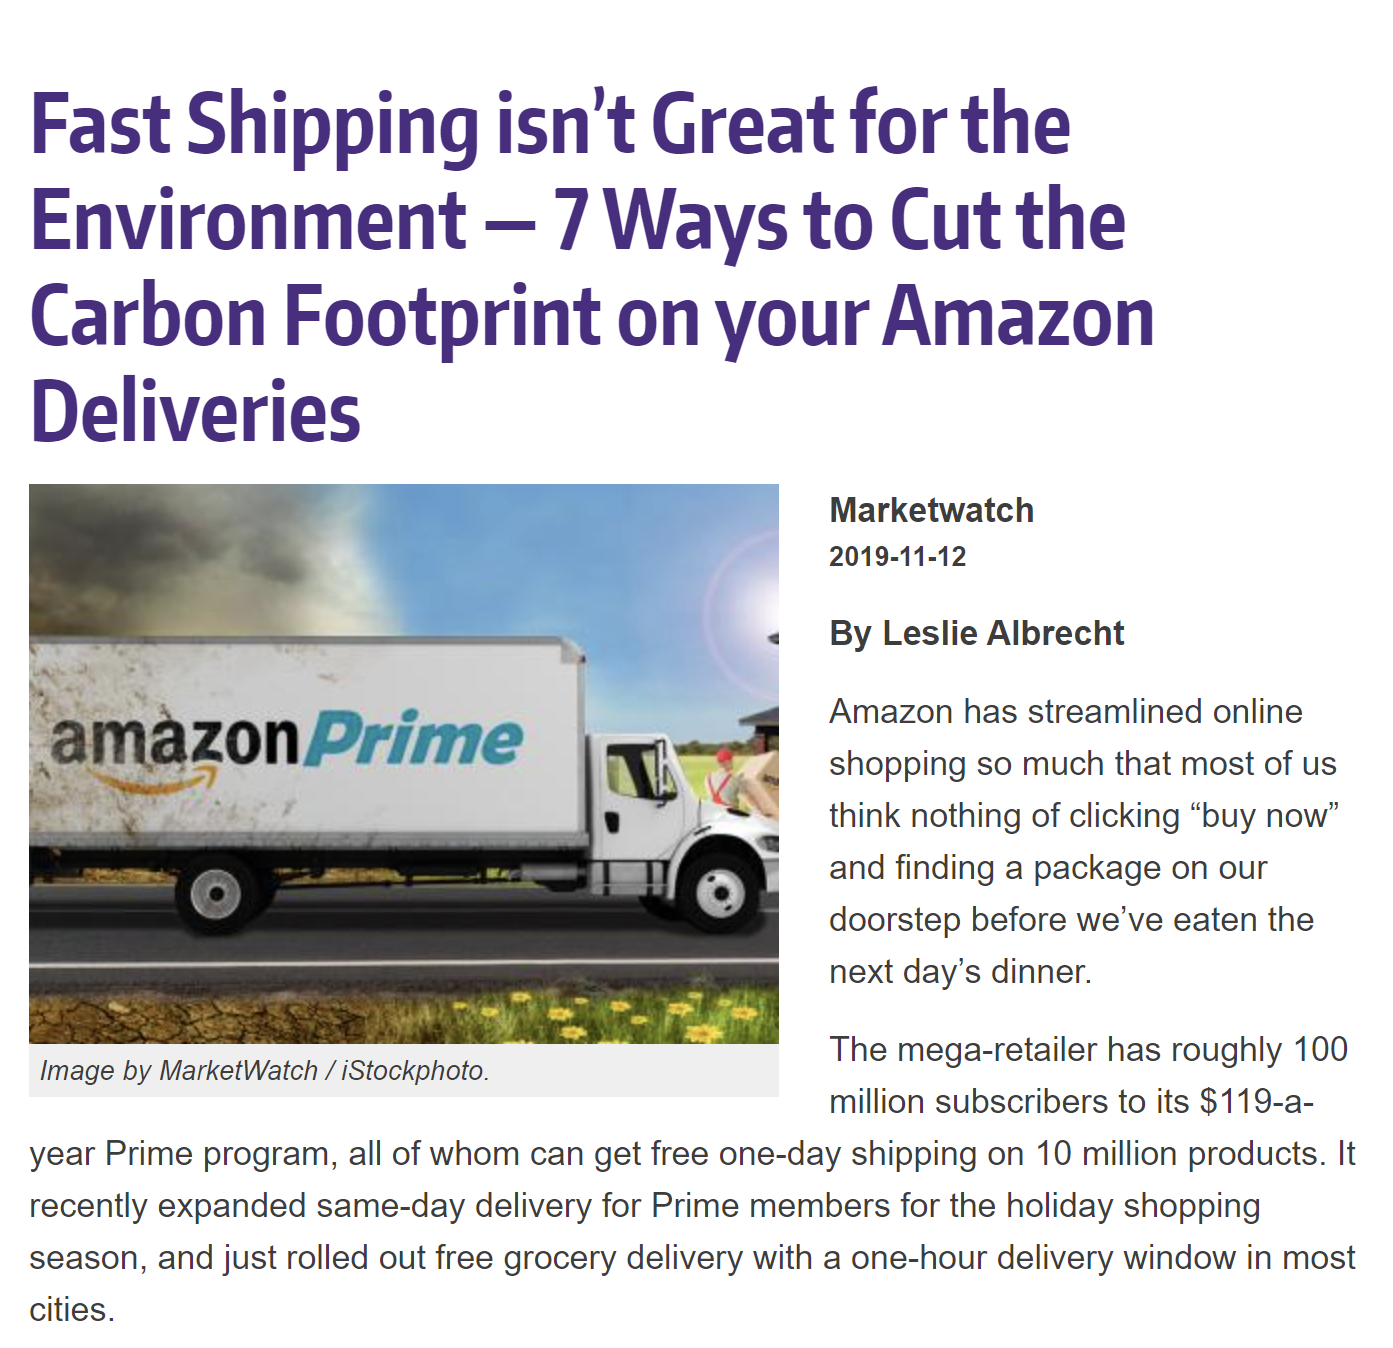 Fast Shipping isn’t Great for the
Environment — 7 Ways to Cut the
Carbon Footprint on your Amazon
Deliveries
amazonPrime
Image by MarketWatch / iStockphoto.
Marketwatch
2019-11-12
By Leslie Albrecht
Amazon has streamlined online
shopping so much that most of us
think nothing of clicking “buy now”
and finding a package on our
doorstep before we’ve eaten the
next day’s dinner.
The mega-retailer has roughly 100
million subscribers to its $119-a-
year Prime program, all of whom can get free one-day shipping on 10 million products. It
recently expanded same-day delivery for Prime members for the holiday shopping
season, and just rolled out free grocery delivery with a one-hour delivery window in most
cities.